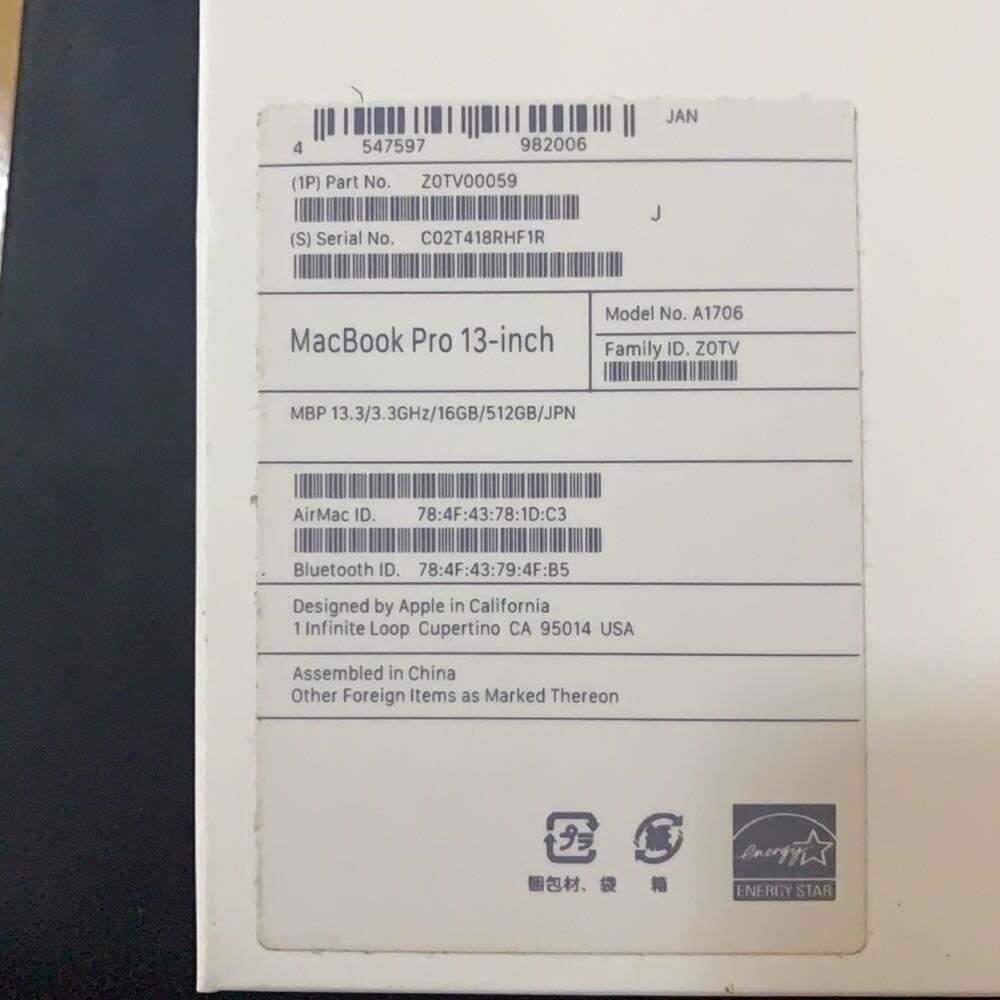 JAN
4 547597 982006
(1P) Part No. Z0TV00059
J
(S) Serial No. C02T418RHF1R
MacBook Pro 13-inch
Model No. A1706
Family ID. Z0TV
MBP 13.3/3.3GHz/16GB/512GB/JPN
AirMac ID. 78:4F:43:78:1D:C3
Bluetooth ID. 78:4F:43:79:4F:B5
Designed by Apple in California
1 Infinite Loop Cupertino CA 95014 USA
Assembled in China
Other Foreign Items as Marked Thereon
プラ
個包材、袋
箱
energy
ENERGY STAR